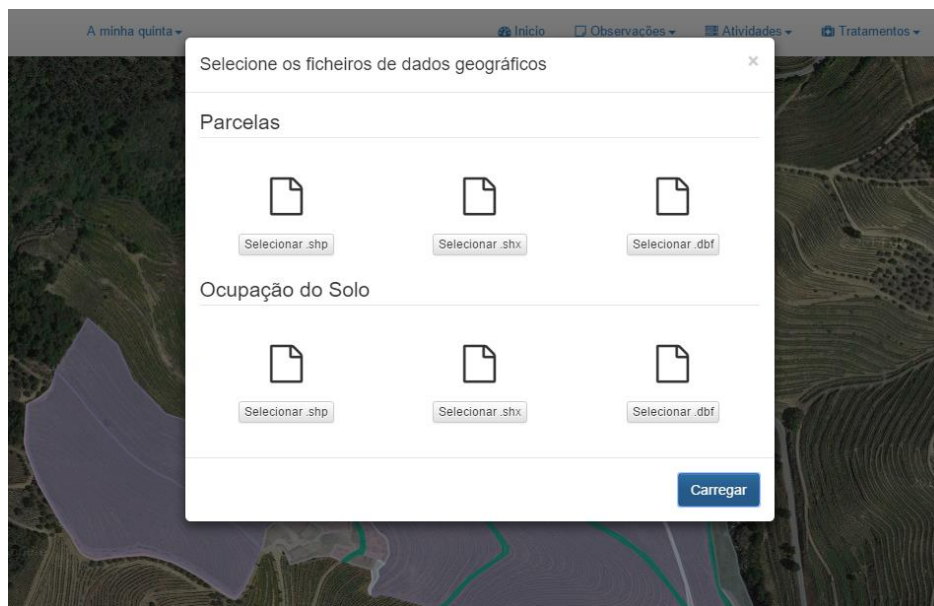 A minha quinta Início Observações Atividades Tratamentos
Selecione os ficheiros de dados geográficos ×
Parcelas
Selecionar .shp Selecionar .shx Selecionar .dbf
Ocupação do Solo
Selecionar .shp Selecionar .shx Selecionar .dbf
Carregar